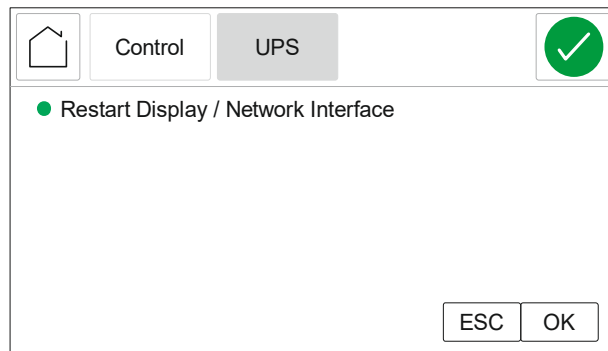 Control UPS
Restart Display / Network Interface
ESC OK